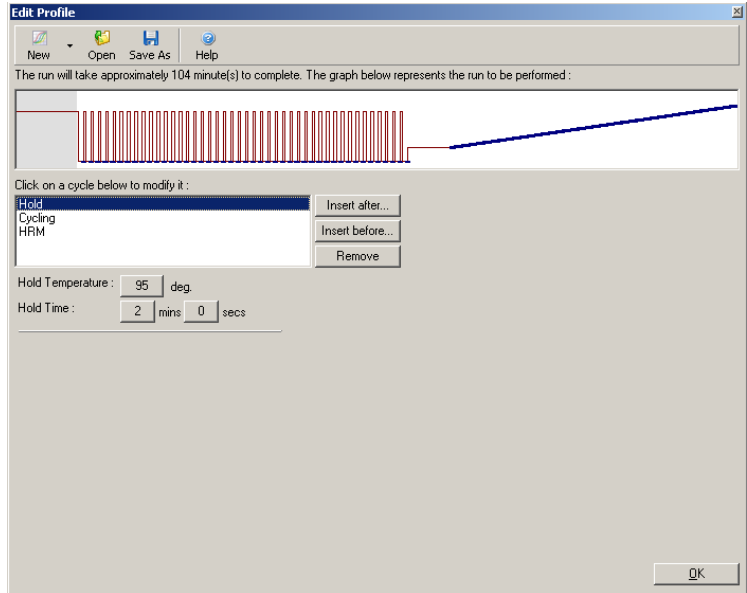 Edit Profile
New Open Save As Help
The run will take approximately 104 minute(s) to complete. The graph below represents the run to be performed :
Click on a cycle below to modify it :
Hold
Cycling
HRM
Insert after...
Insert before...
Remove
Hold Temperature : 95 deg.
Hold Time : 2 mins 0 secs
OK